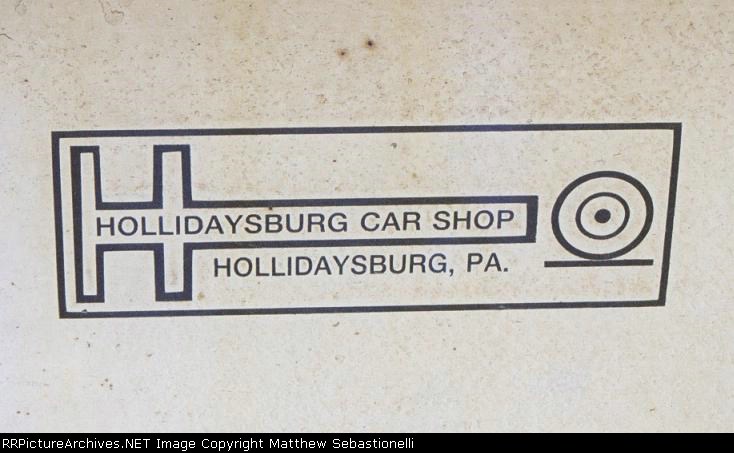 HOLLIDAYSBURG CAR SHOP
HOLLIDAYSBURG, PA.
RRPictureArchives.NET Image Copyright Matthew Sebastionelli